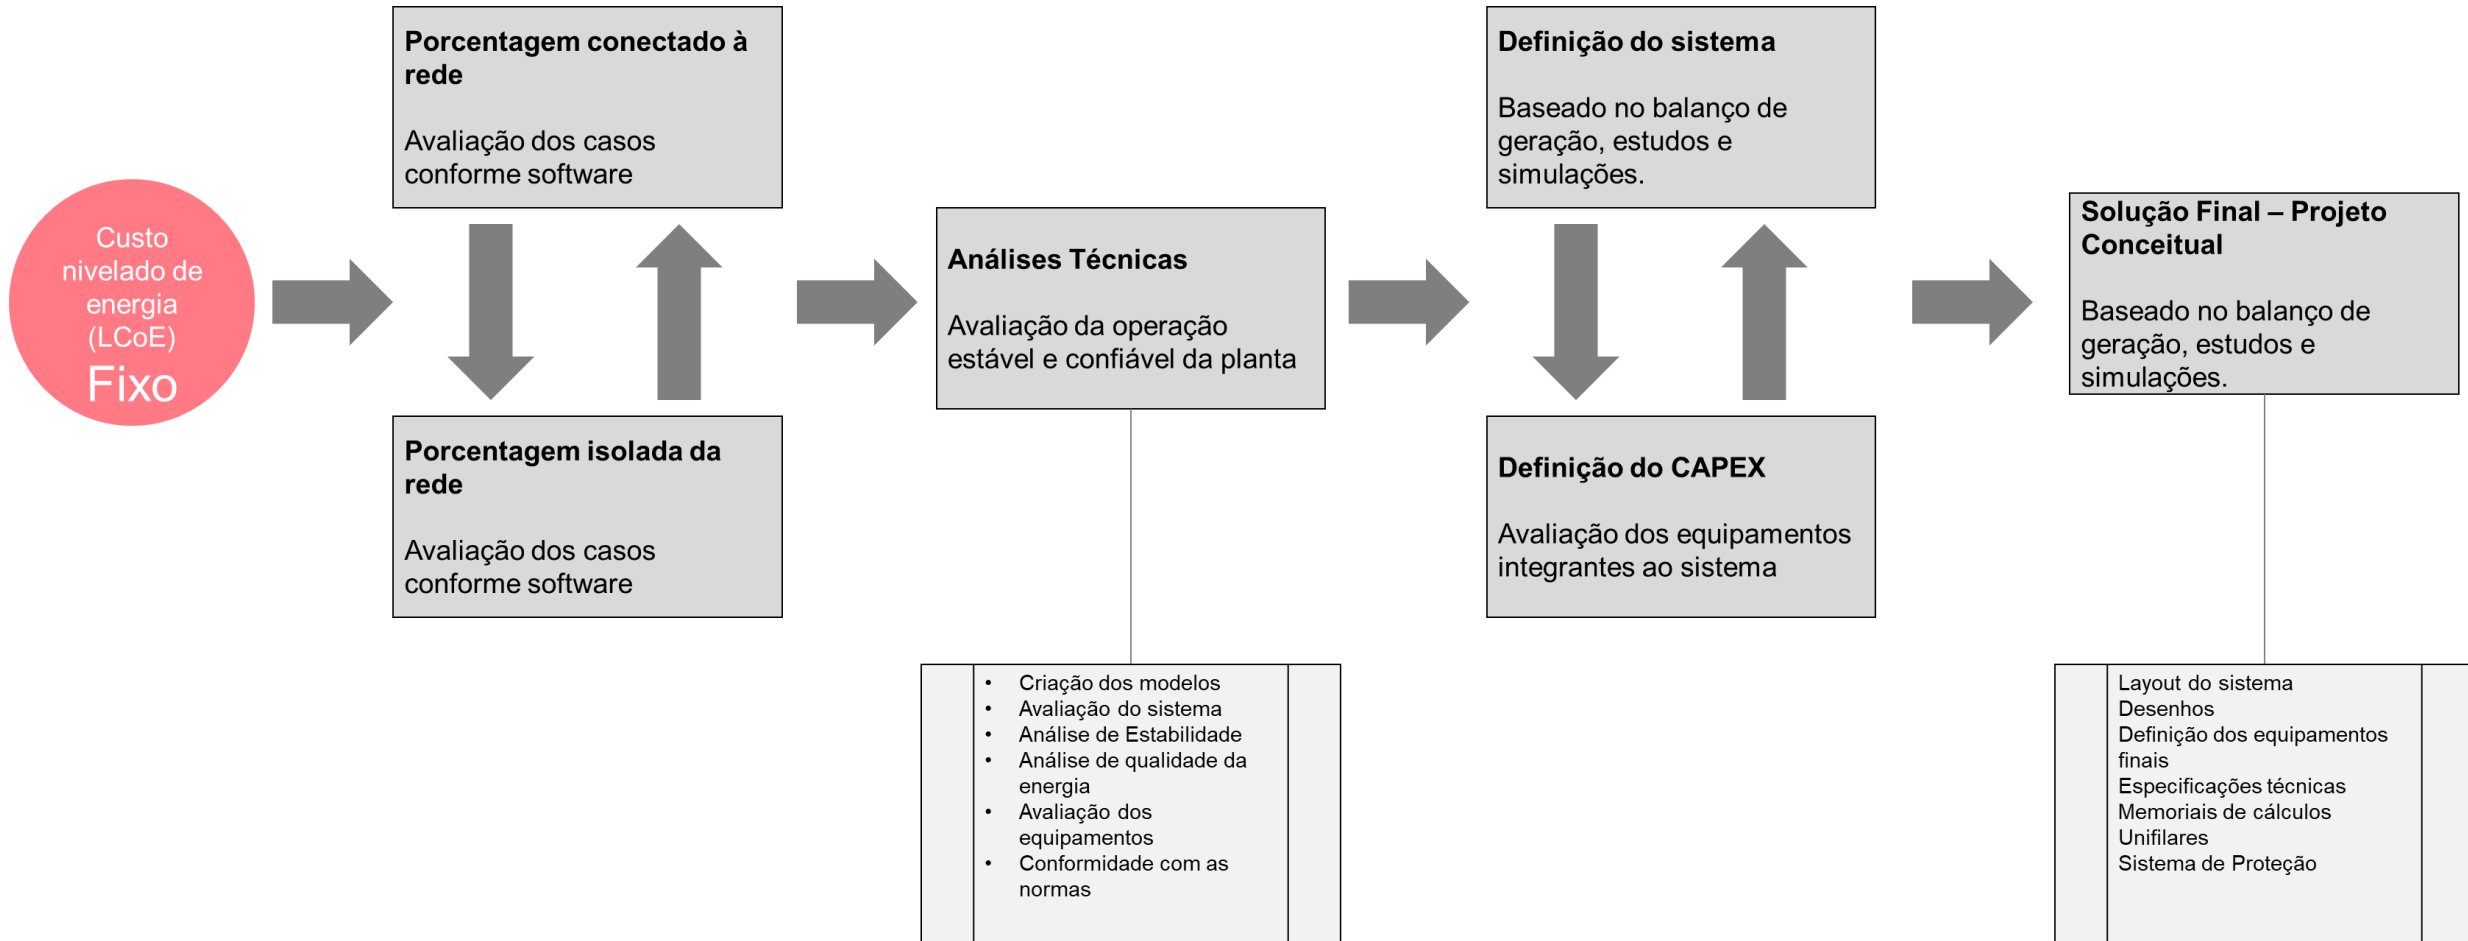 Custo
nivelado de
energia
(LCoE)
Fixo
Porcentagem conectado à
rede
Avaliação dos casos
conforme software
Porcentagem isolada da
rede
Avaliação dos casos
conforme software
Análises Técnicas
Avaliação da operação
estável e confiável da planta
• Criação dos modelos
• Avaliação do sistema
• Análise de Estabilidade
• Análise de qualidade da
energia
• Avaliação dos
equipamentos
• Conformidade com as
normas
Definição do sistema
Baseado no balanço de
geração, estudos e
simulações.
Definição do CAPEX
Avaliação dos equipamentos
integrantes ao sistema
Solução Final – Projeto
Conceitual
Baseado no balanço de
geração, estudos e
simulações.
Layout do sistema
Desenhos
Definição dos equipamentos
finais
Especificações técnicas
Memoriais de cálculos
Unifilares
Sistema de Proteção